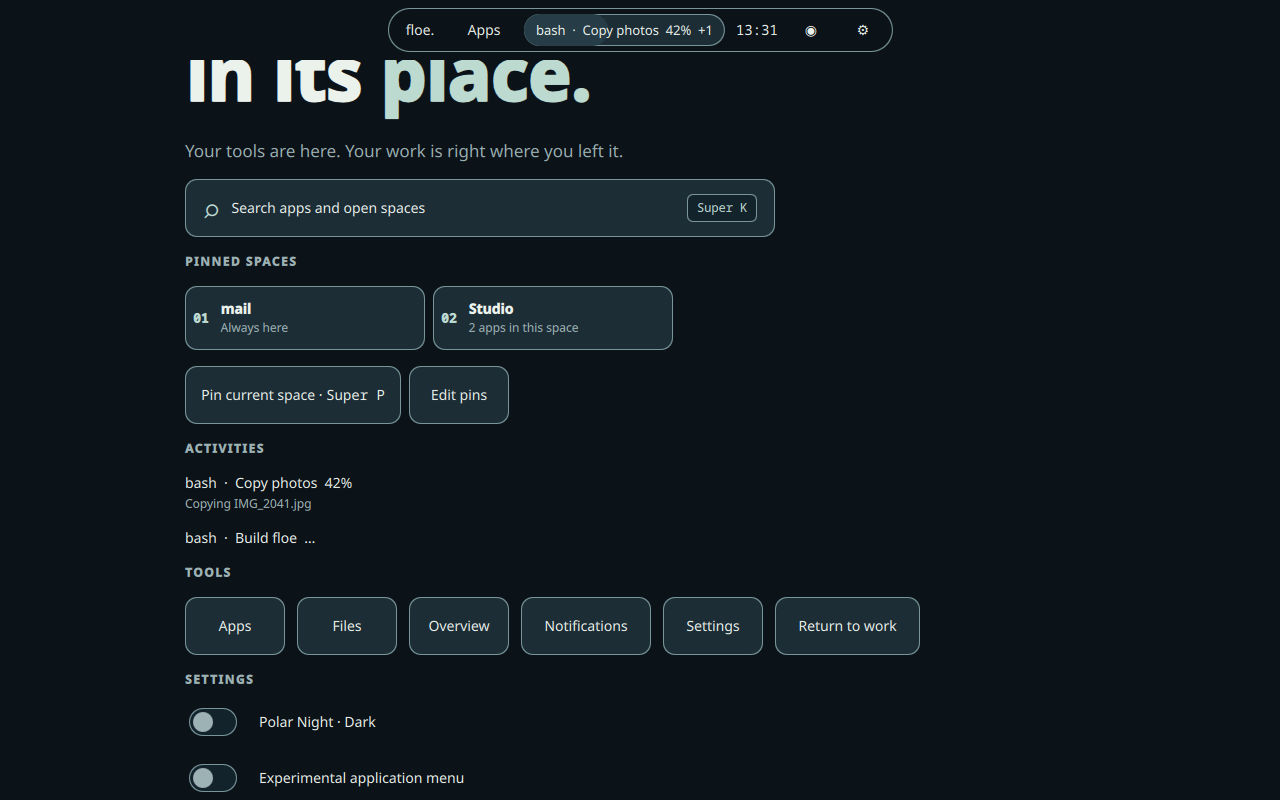 floe. Apps bash · Copy photos 42% +1 13:31
in its place.
Your tools are here. Your work is right where you left it.
Search apps and open spaces Super K
PINNED SPACES
01 mail
Always here
02 Studio
2 apps in this space
Pin current space · Super P
Edit pins
ACTIVITIES
bash · Copy photos 42%
Copying IMG_2041.jpg
bash · Build floe …
TOOLS
Apps Files Overview Notifications Settings Return to work
SETTINGS
Polar Night · Dark
Experimental application menu